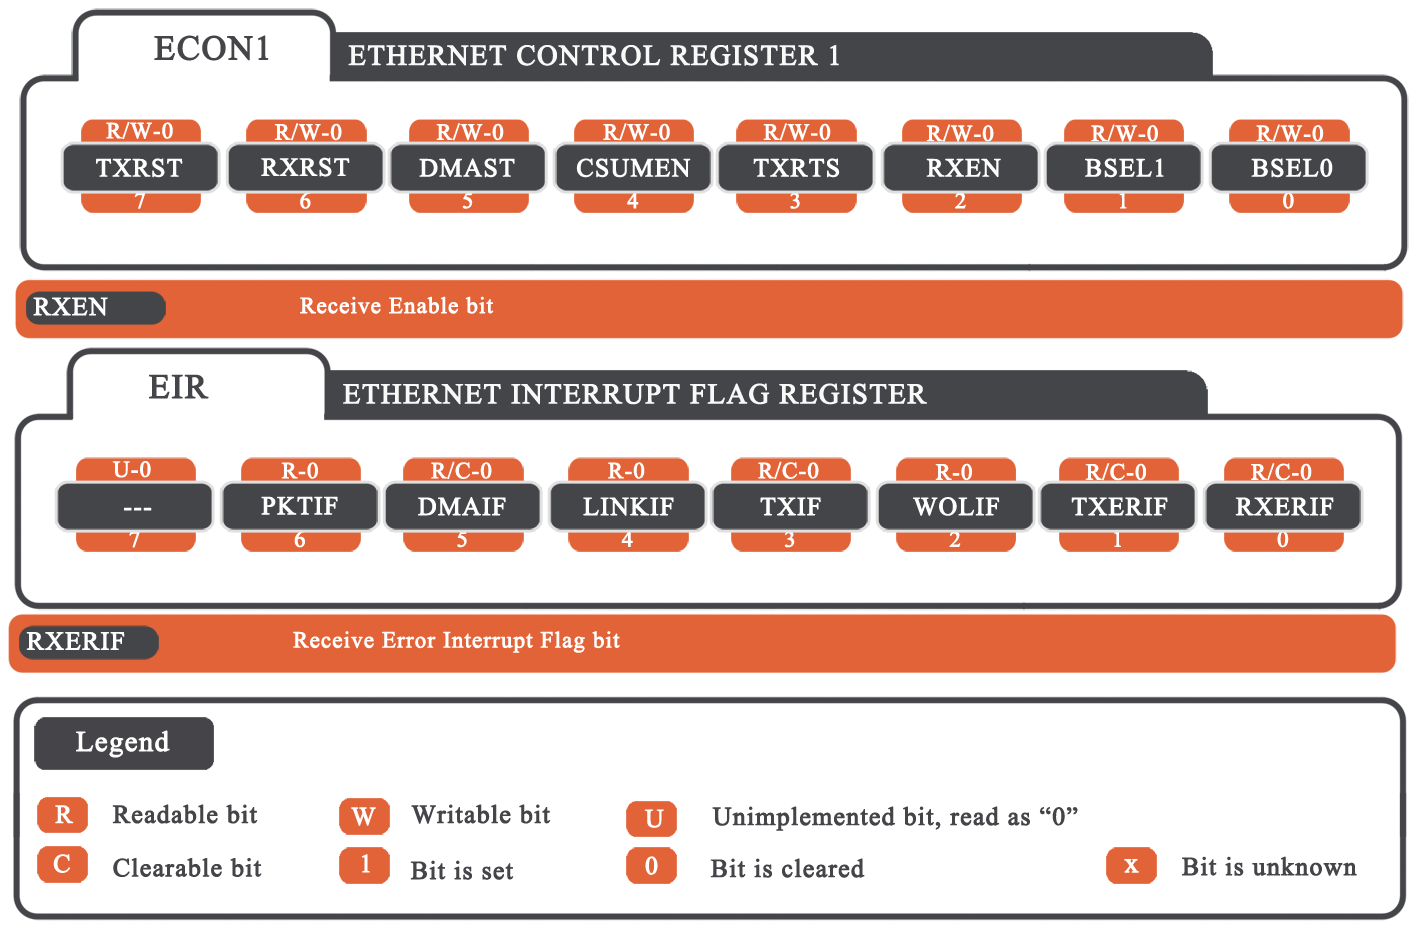 ECON1
ETHERNET CONTROL REGISTER 1
R/W-0 R/W-0 R/W-0 R/W-0 R/W-0 R/W-0 R/W-0 R/W-0
TXRST RXRST DMAST CSUMEN TXRTS RXEN BSEL1 BSEL0
7 6 5 4 3 2 1 0
RXEN Receive Enable bit
EIR
ETHERNET INTERRUPT FLAG REGISTER
U-0 R-0 R/C-0 R-0 R/C-0 R-0 R/C-0 R/C-0
--- PKTIF DMAIF LINKIF TXIF WOLIF TXERIF RXERIF
7 6 5 4 3 2 1 0
RXERIF Receive Error Interrupt Flag bit
Legend
R Readable bit W Writable bit U Unimplemented bit, read as “0”
C Clearable bit 1 Bit is set 0 Bit is cleared x Bit is unknown